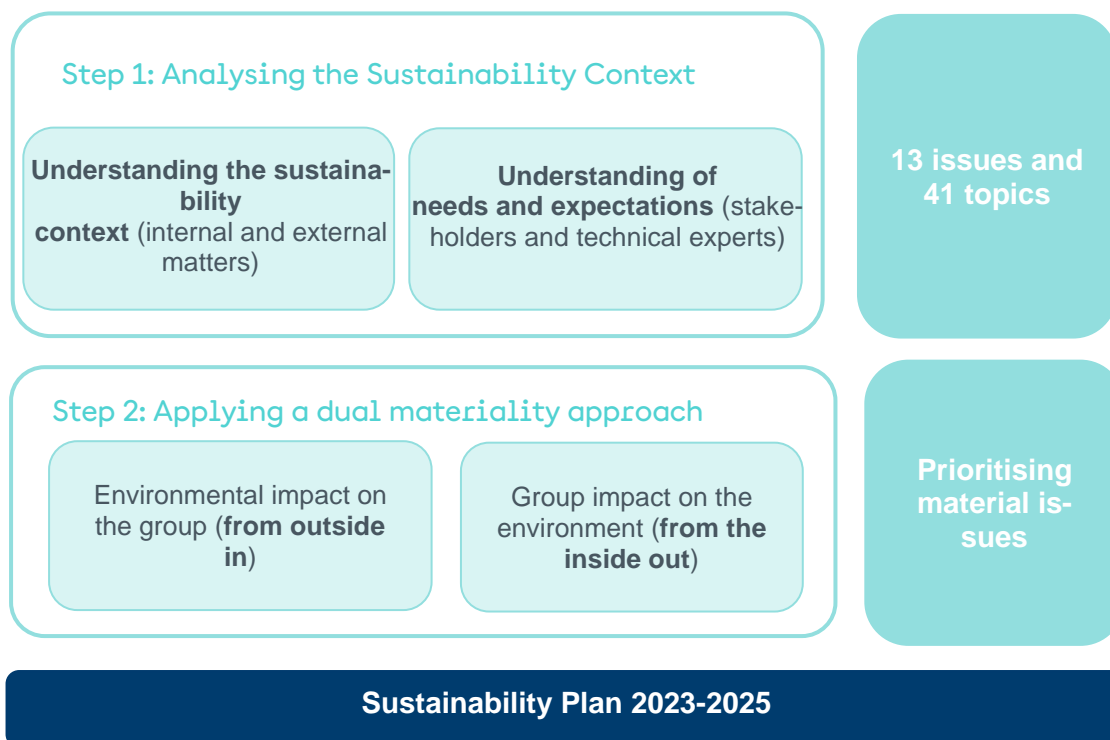 Step 1: Analysing the Sustainability Context
Understanding the sustaina-
bility
context (internal and external
matters)
Understanding of
needs and expectations (stake-
holders and technical experts)
13 issues and
41 topics
Step 2: Applying a dual materiality approach
Environmental impact on
the group (from outside
in)
Group impact on the
environment (from the
inside out)
Prioritising
material is-
sues
Sustainability Plan 2023-2025